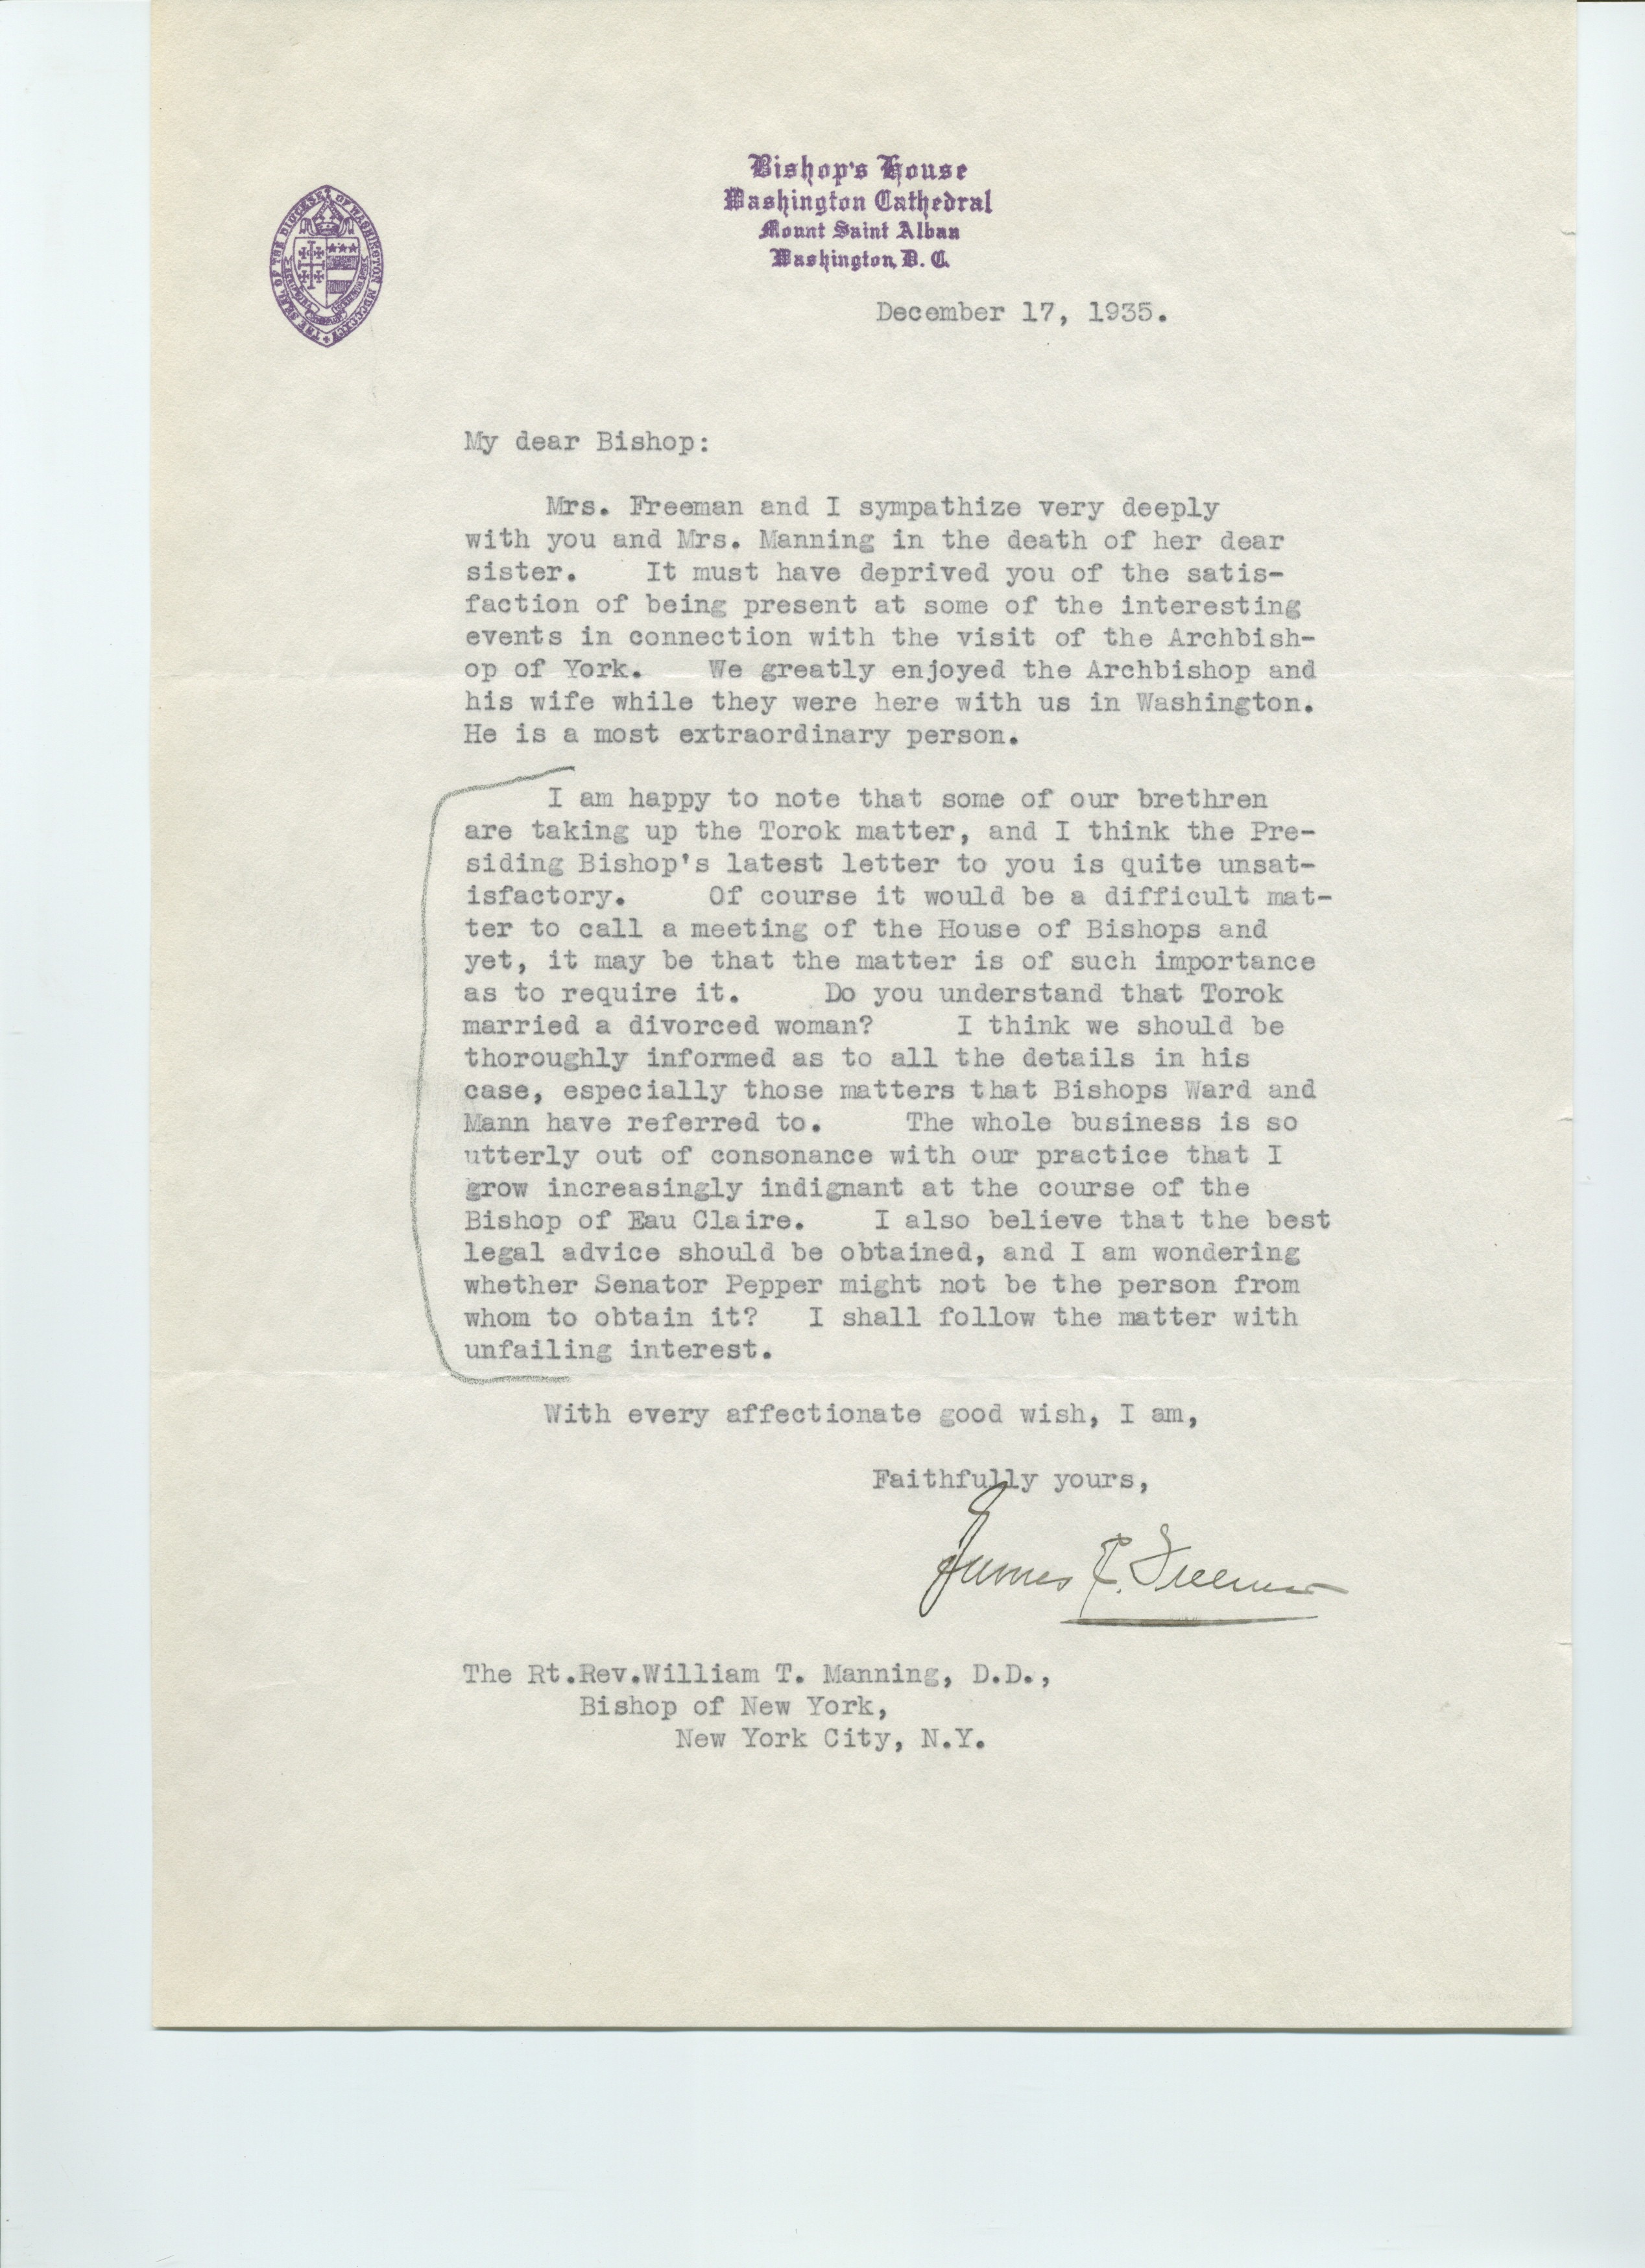 Bishop's House
Washington Cathedral
Mount Saint Alban
Washington, D. C.
THE SEAL OF THE DIOCESE OF WASHINGTON MDCCCXCV
December 17, 1935.
My dear Bishop:
Mrs. Freeman and I sympathize very deeply
with you and Mrs. Manning in the death of her dear
sister. It must have deprived you of the satis-
faction of being present at some of the interesting
events in connection with the visit of the Archbish-
op of York. We greatly enjoyed the Archbishop and
his wife while they were here with us in Washington.
He is a most extraordinary person.
I am happy to note that some of our brethren
are taking up the Torok matter, and I think the Pre-
siding Bishop's latest letter to you is quite unsat-
isfactory. Of course it would be a difficult mat-
ter to call a meeting of the House of Bishops and
yet, it may be that the matter is of such importance
as to require it. Do you understand that Torok
married a divorced woman? I think we should be
thoroughly informed as to all the details in his
case, especially those matters that Bishops Ward and
Mann have referred to. The whole business is so
utterly out of consonance with our practice that I
grow increasingly indignant at the course of the
Bishop of Eau Claire. I also believe that the best
legal advice should be obtained, and I am wondering
whether Senator Pepper might not be the person from
whom to obtain it? I shall follow the matter with
unfailing interest.
With every affectionate good wish, I am,
Faithfully yours,
James E. Freeman
The Rt.Rev.William T. Manning, D.D.,
Bishop of New York,
New York City, N.Y.